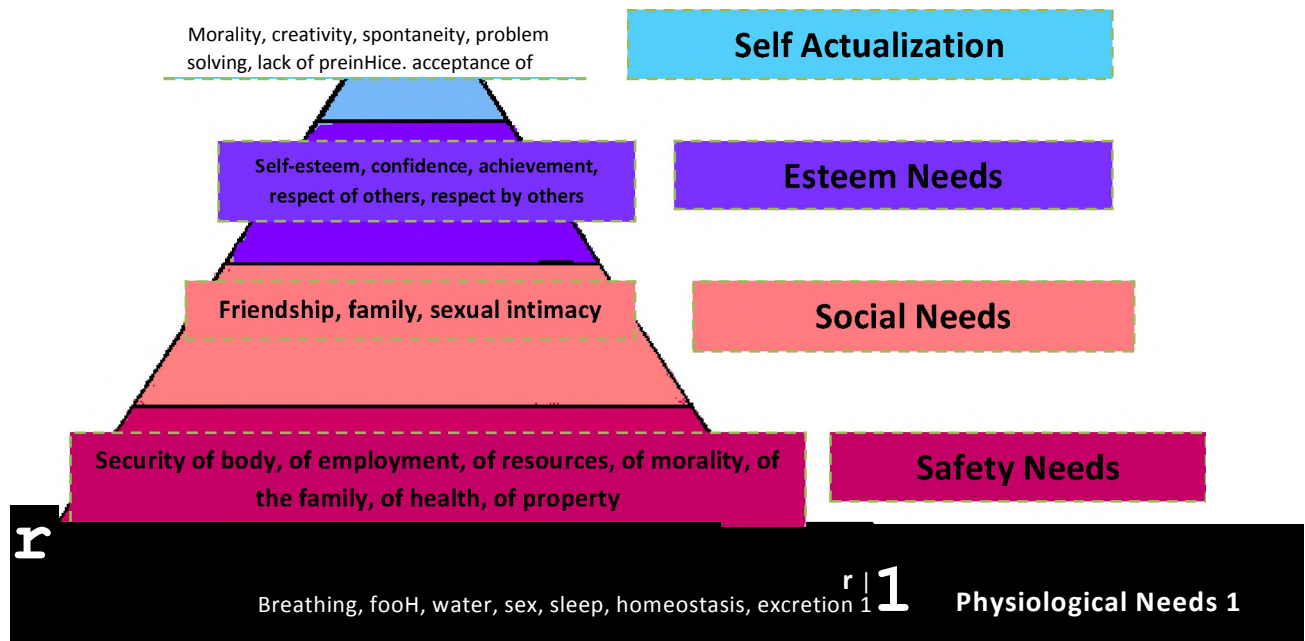 Morality, creativity, spontaneity, problem
solving, lack of preinHice. acceptance of
Self Actualization
Self-esteem, confidence, achievement,
respect of others, respect by others
Esteem Needs
Friendship, family, sexual intimacy
Social Needs
Security of body, of employment, of resources, of morality, of
the family, of health, of property
Safety Needs
r
r | 1
Breathing, fooH, water, sex, sleep, homeostasis, excretion 1
Physiological Needs 1